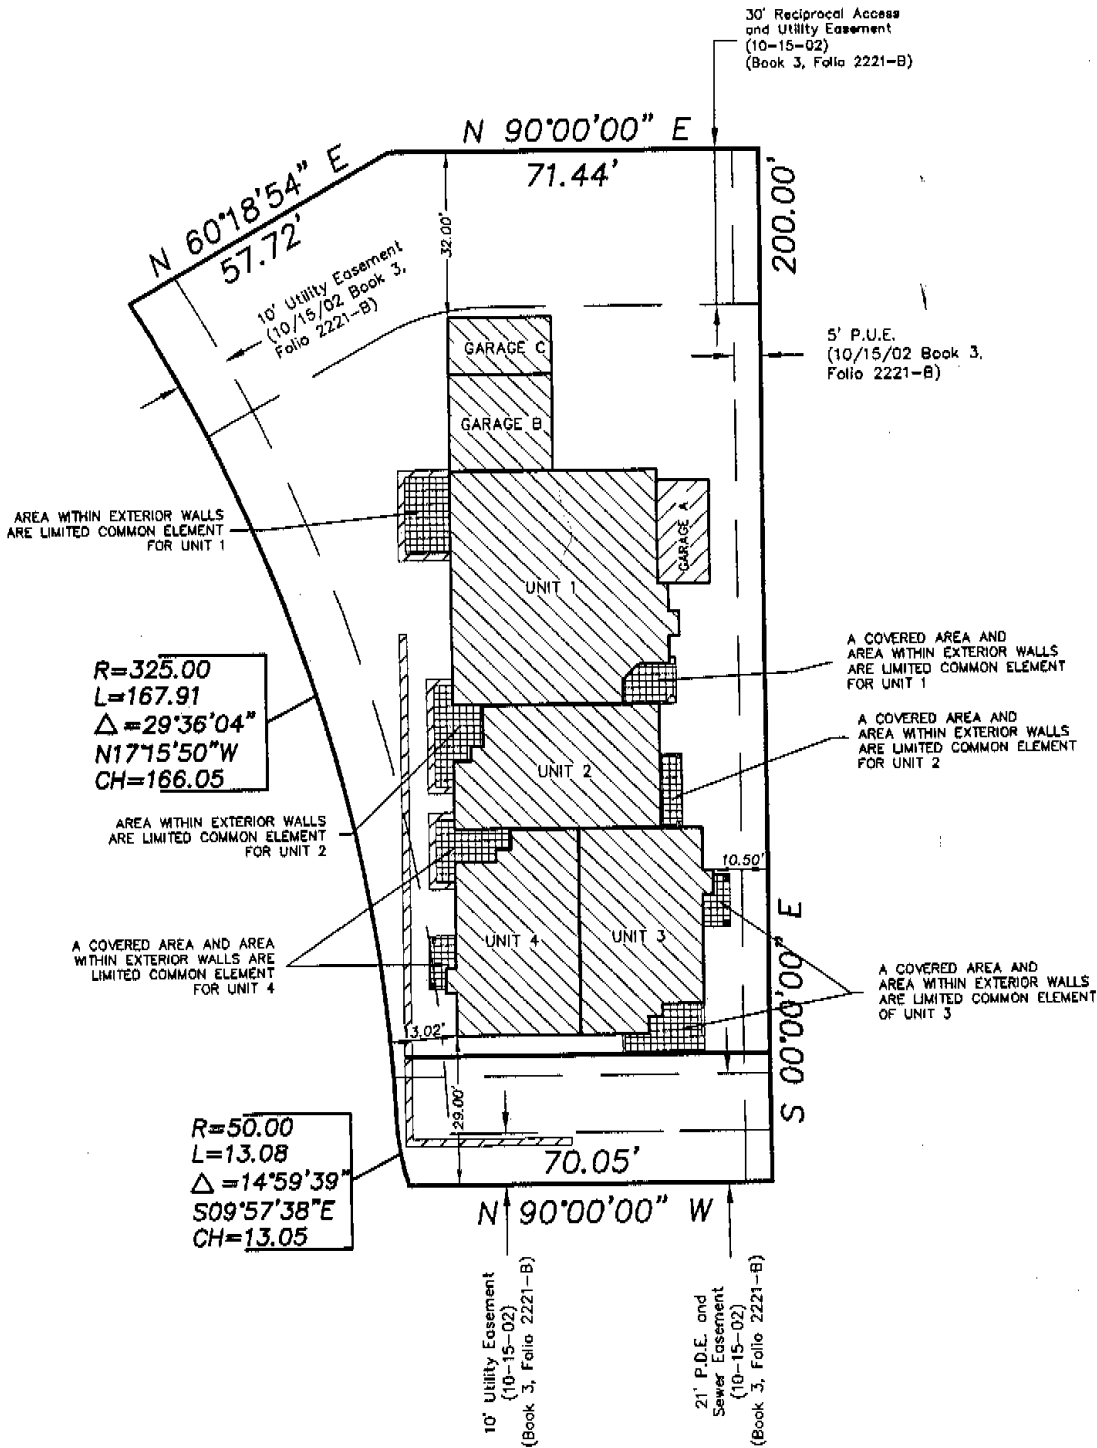 30' Reciprocal Access
and Utility Easement
(10-15-02)
(Book 3, Folio 2221-B)
N 90°00'00" E
71.44'
N 60°18'54" E
57.72'
200.00'
32.00'
10' Utility Easement
(10/15/02 Book 3,
Folio 2221-B)
5' P.U.E.
(10/15/02 Book 3,
Folio 2221-B)
GARAGE C
GARAGE B
GARAGE A
AREA WITHIN EXTERIOR WALLS
ARE LIMITED COMMON ELEMENT
FOR UNIT 1
UNIT 1
A COVERED AREA AND
AREA WITHIN EXTERIOR WALLS
ARE LIMITED COMMON ELEMENT
FOR UNIT 1
R=325.00
L=167.91
Δ=29°36'04"
N17°15'50"W
CH=166.05
A COVERED AREA AND
AREA WITHIN EXTERIOR WALLS
ARE LIMITED COMMON ELEMENT
FOR UNIT 2
UNIT 2
AREA WITHIN EXTERIOR WALLS
ARE LIMITED COMMON ELEMENT
FOR UNIT 2
10.50'
UNIT 4
UNIT 3
A COVERED AREA AND AREA
WITHIN EXTERIOR WALLS ARE
LIMITED COMMON ELEMENT
FOR UNIT 4
A COVERED AREA AND
AREA WITHIN EXTERIOR WALLS
ARE LIMITED COMMON ELEMENT
OF UNIT 3
S 00°00'00" E
13.02'
29.00'
R=50.00
L=13.08
Δ=14°59'39"
S09°57'38"E
CH=13.05
70.05'
N 90°00'00" W
10' Utility Easement
(10-15-02)
(Book 3, Folio 2221-B)
21' P.D.E. and
Sewer Easement
(10-15-02)
(Book 3, Folio 2221-B)